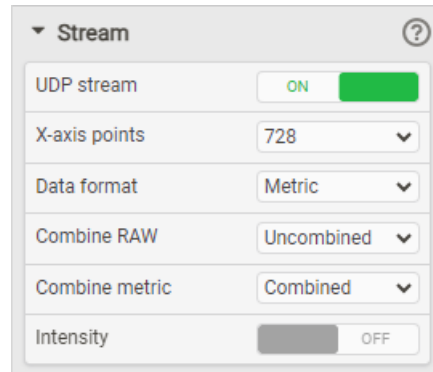 Stream ?
UDP stream ON
X-axis points 728
Data format Metric
Combine RAW Uncombined
Combine metric Combined
Intensity OFF